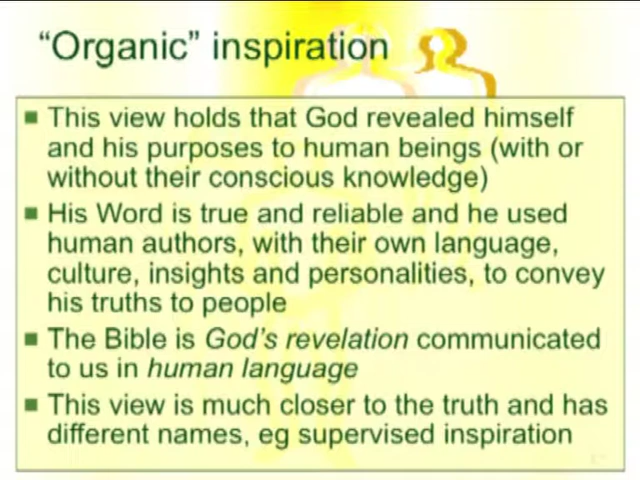 “Organic” inspiration
This view holds that God revealed himself
and his purposes to human beings (with or
without their conscious knowledge)
His Word is true and reliable and he used
human authors, with their own language,
culture, insights and personalities, to convey
his truths to people
The Bible is God’s revelation communicated
to us in human language
This view is much closer to the truth and has
different names, eg supervised inspiration